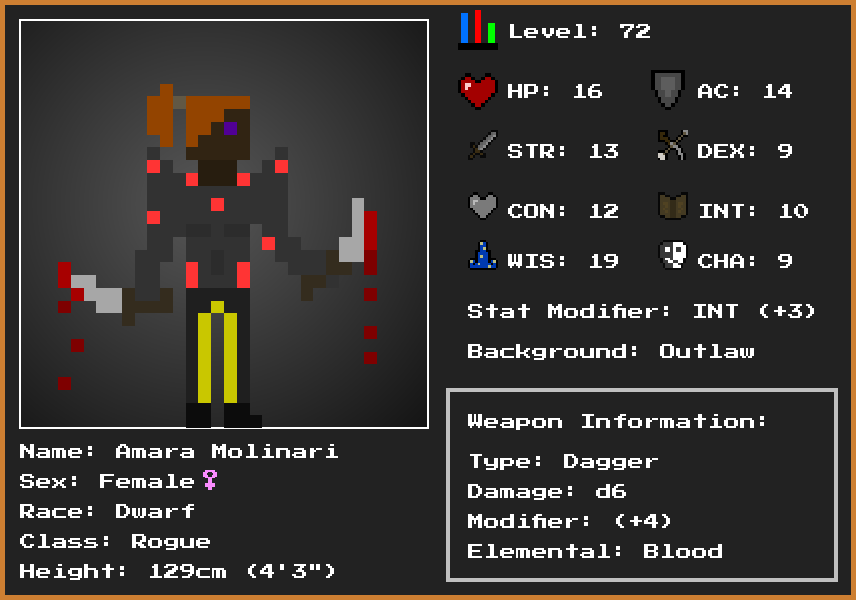 Level: 72
HP: 16
AC: 14
STR: 13
DEX: 9
CON: 12
INT: 10
WIS: 19
CHA: 9
Stat Modifier: INT (+3)
Background: Outlaw
Name: Amara Molinari
Sex: Female♀
Race: Dwarf
Class: Rogue
Height: 129cm (4'3")
Weapon Information:
Type: Dagger
Damage: d6
Modifier: (+4)
Elemental: Blood